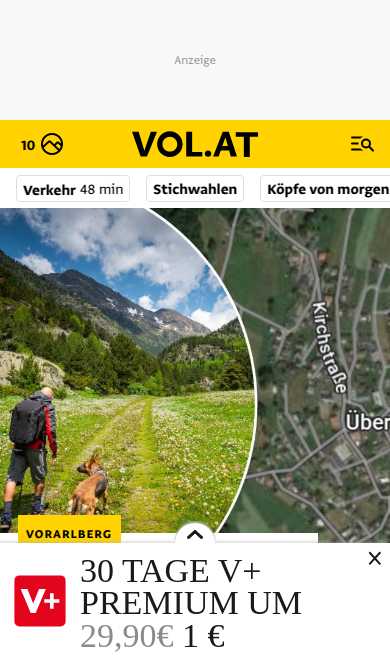 Anzeige
10
VOL.AT
Verkehr 48 min
Stichwahlen
Köpfe von morgen
Kirchstraße
Über
VORARLBERG
V+
30 TAGE V+
PREMIUM UM
29,90€ 1 €